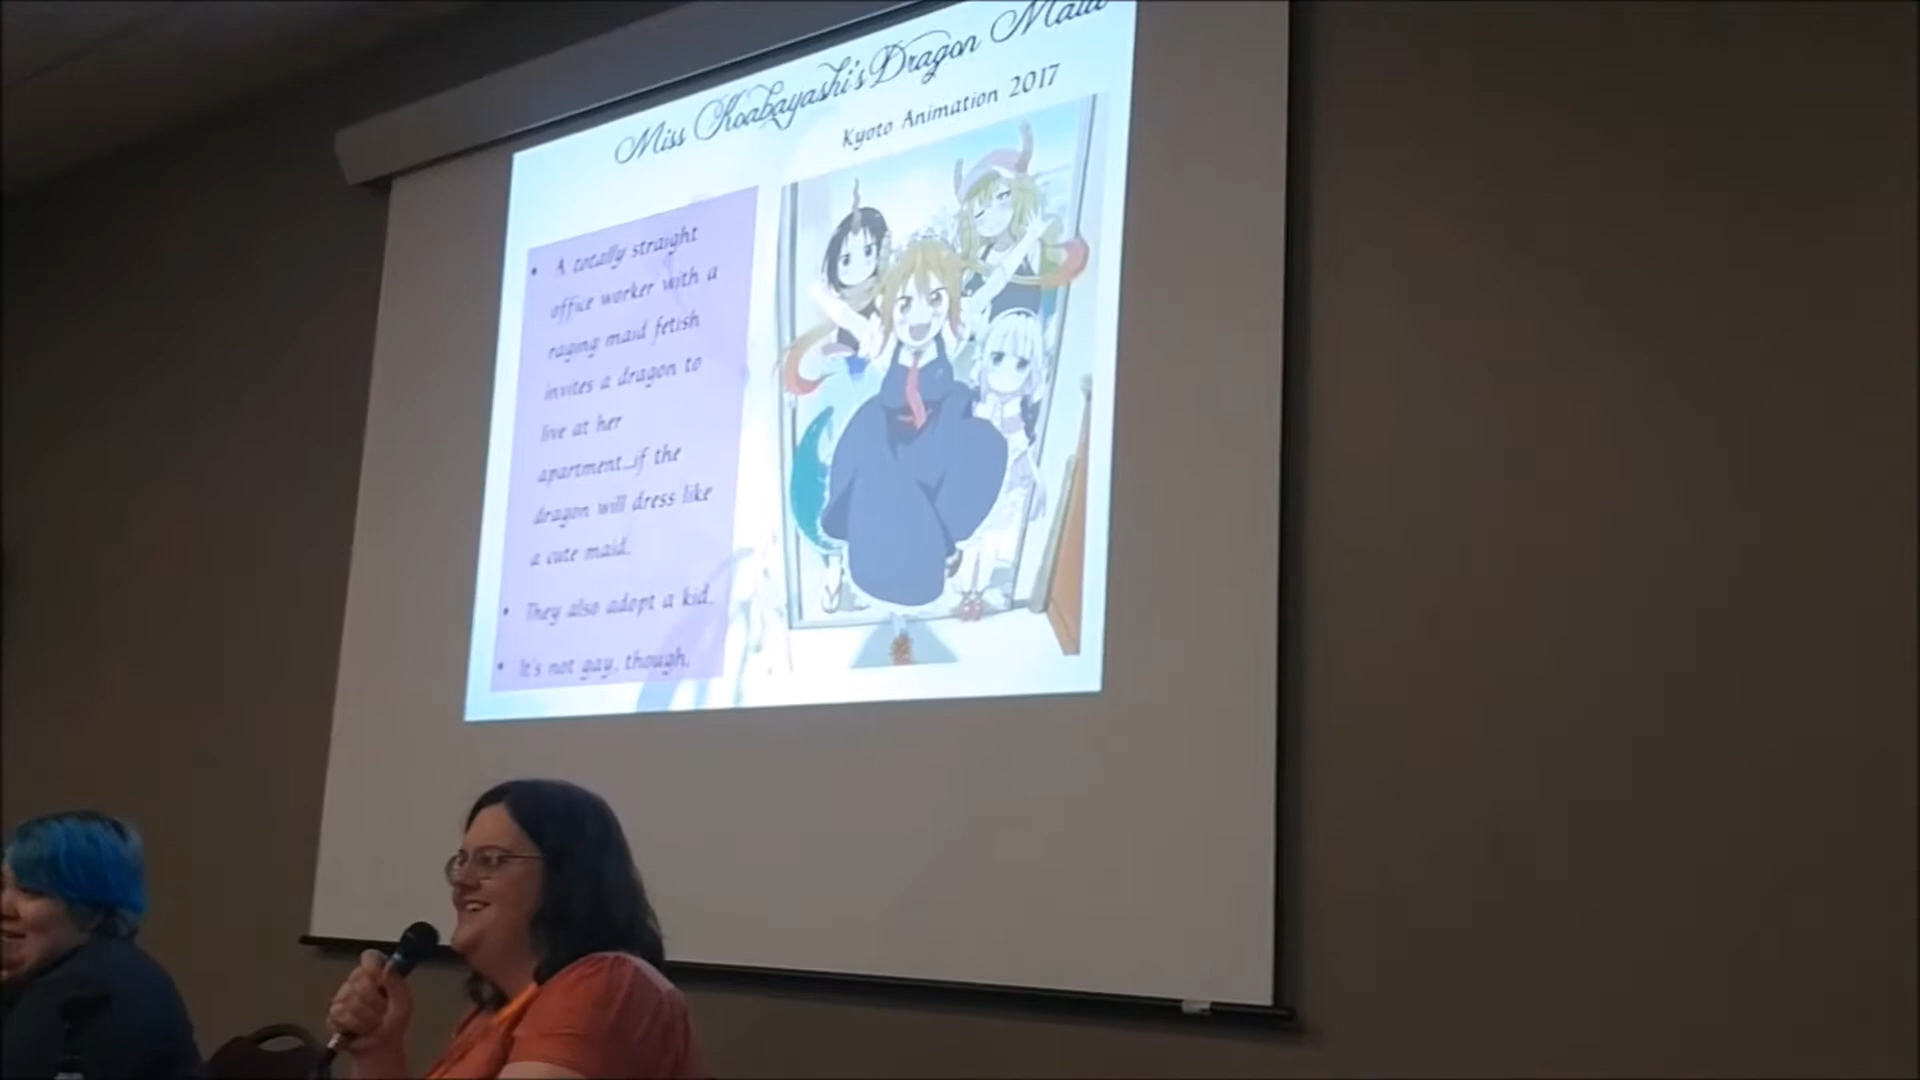 Miss Koabayashi's Dragon Maid
Kyoto Animation 2017
• A totally straight
office worker with a
raging maid fetish
invites a dragon to
live at her
apartment...if the
dragon will dress like
a cute maid.
• They also adopt a kid.
• It's not gay, though.